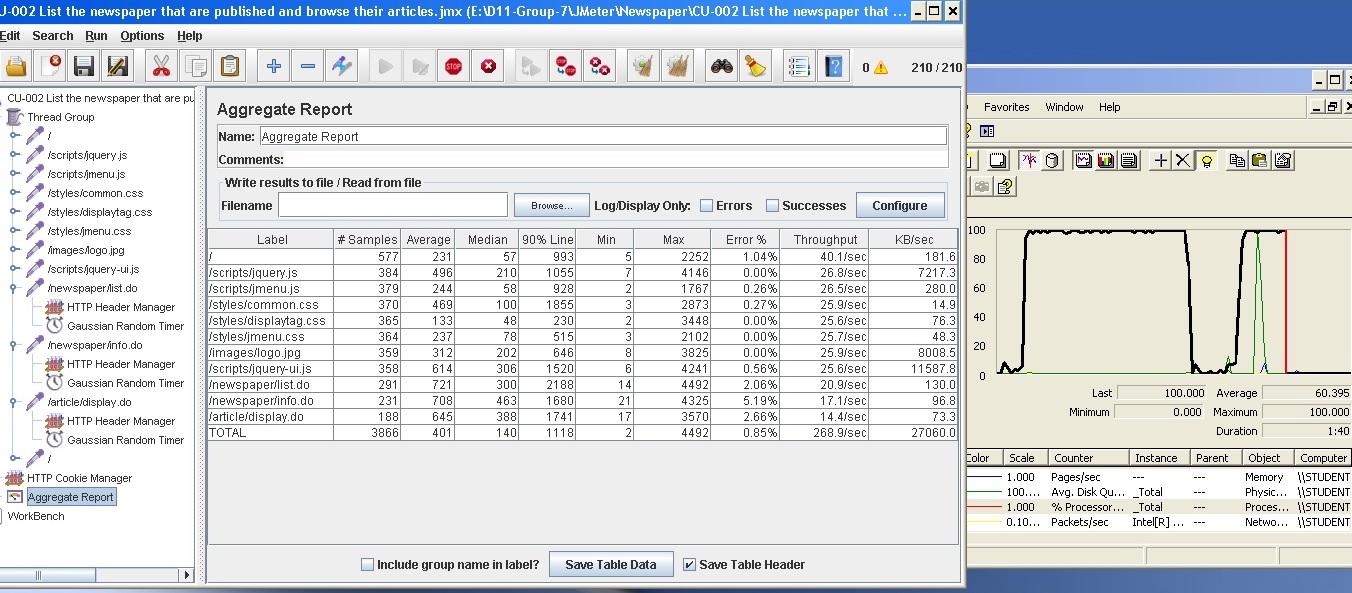 U-002 List the newspaper that are published and browse their articles.jmx (E:\D11-Group-7\JMeter\Newspaper\CU-002 List the newspaper that ...
Edit Search Run Options Help
STOP
0 210 / 210
CU-002 List the newspaper that are pu
Thread Group
/
/scripts/jquery.js
/scripts/jmenu.js
/styles/common.css
/styles/displaytag.css
/styles/jmenu.css
/images/logo.jpg
/scripts/jquery-ui.js
/newspaper/list.do
HTTP Header Manager
Gaussian Random Timer
/newspaper/info.do
HTTP Header Manager
Gaussian Random Timer
/article/display.do
HTTP Header Manager
Gaussian Random Timer
/
HTTP Cookie Manager
Aggregate Report
WorkBench
Aggregate Report
Name: Aggregate Report
Comments:
Write results to file / Read from file
Filename Browse... Log/Display Only: Errors Successes Configure
Label # Samples Average Median 90% Line Min Max Error % Throughput KB/sec
/ 577 231 57 993 5 2252 1.04% 40.1/sec 181.6
/scripts/jquery.js 384 496 210 1055 7 4146 0.00% 26.8/sec 7217.3
/scripts/jmenu.js 379 244 58 928 2 1767 0.26% 26.5/sec 280.0
/styles/common.css 370 469 100 1855 3 2873 0.27% 25.9/sec 14.9
/styles/displaytag.css 365 133 48 230 2 3448 0.00% 25.6/sec 76.3
/styles/jmenu.css 364 237 78 515 3 2102 0.00% 25.7/sec 48.3
/images/logo.jpg 359 312 202 646 8 3825 0.00% 25.9/sec 8008.5
/scripts/jquery-ui.js 358 614 306 1520 6 4241 0.56% 25.6/sec 11587.8
/newspaper/list.do 291 721 300 2188 14 4492 2.06% 20.9/sec 130.0
/newspaper/info.do 231 708 463 1680 21 4325 5.19% 17.1/sec 96.8
/article/display.do 188 645 388 1741 17 3570 2.66% 14.4/sec 73.3
TOTAL 3866 401 140 1118 2 4492 0.85% 268.9/sec 27060.0
Include group name in label? Save Table Data Save Table Header
Favorites Window Help
100
80
60
40
20
0
Last 100.000 Average 60.395
Minimum 0.000 Maximum 100.000
Duration 1:40
Color Scale Counter Instance Parent Object Computer
1.000 Pages/sec --- --- Memory \\STUDENT
100.... Avg. Disk Qu... _Total --- Physic... \\STUDENT
1.000 % Processor... _Total --- Proces... \\STUDENT
0.10... Packets/sec Intel[R] ... --- Netwo... \\STUDENT